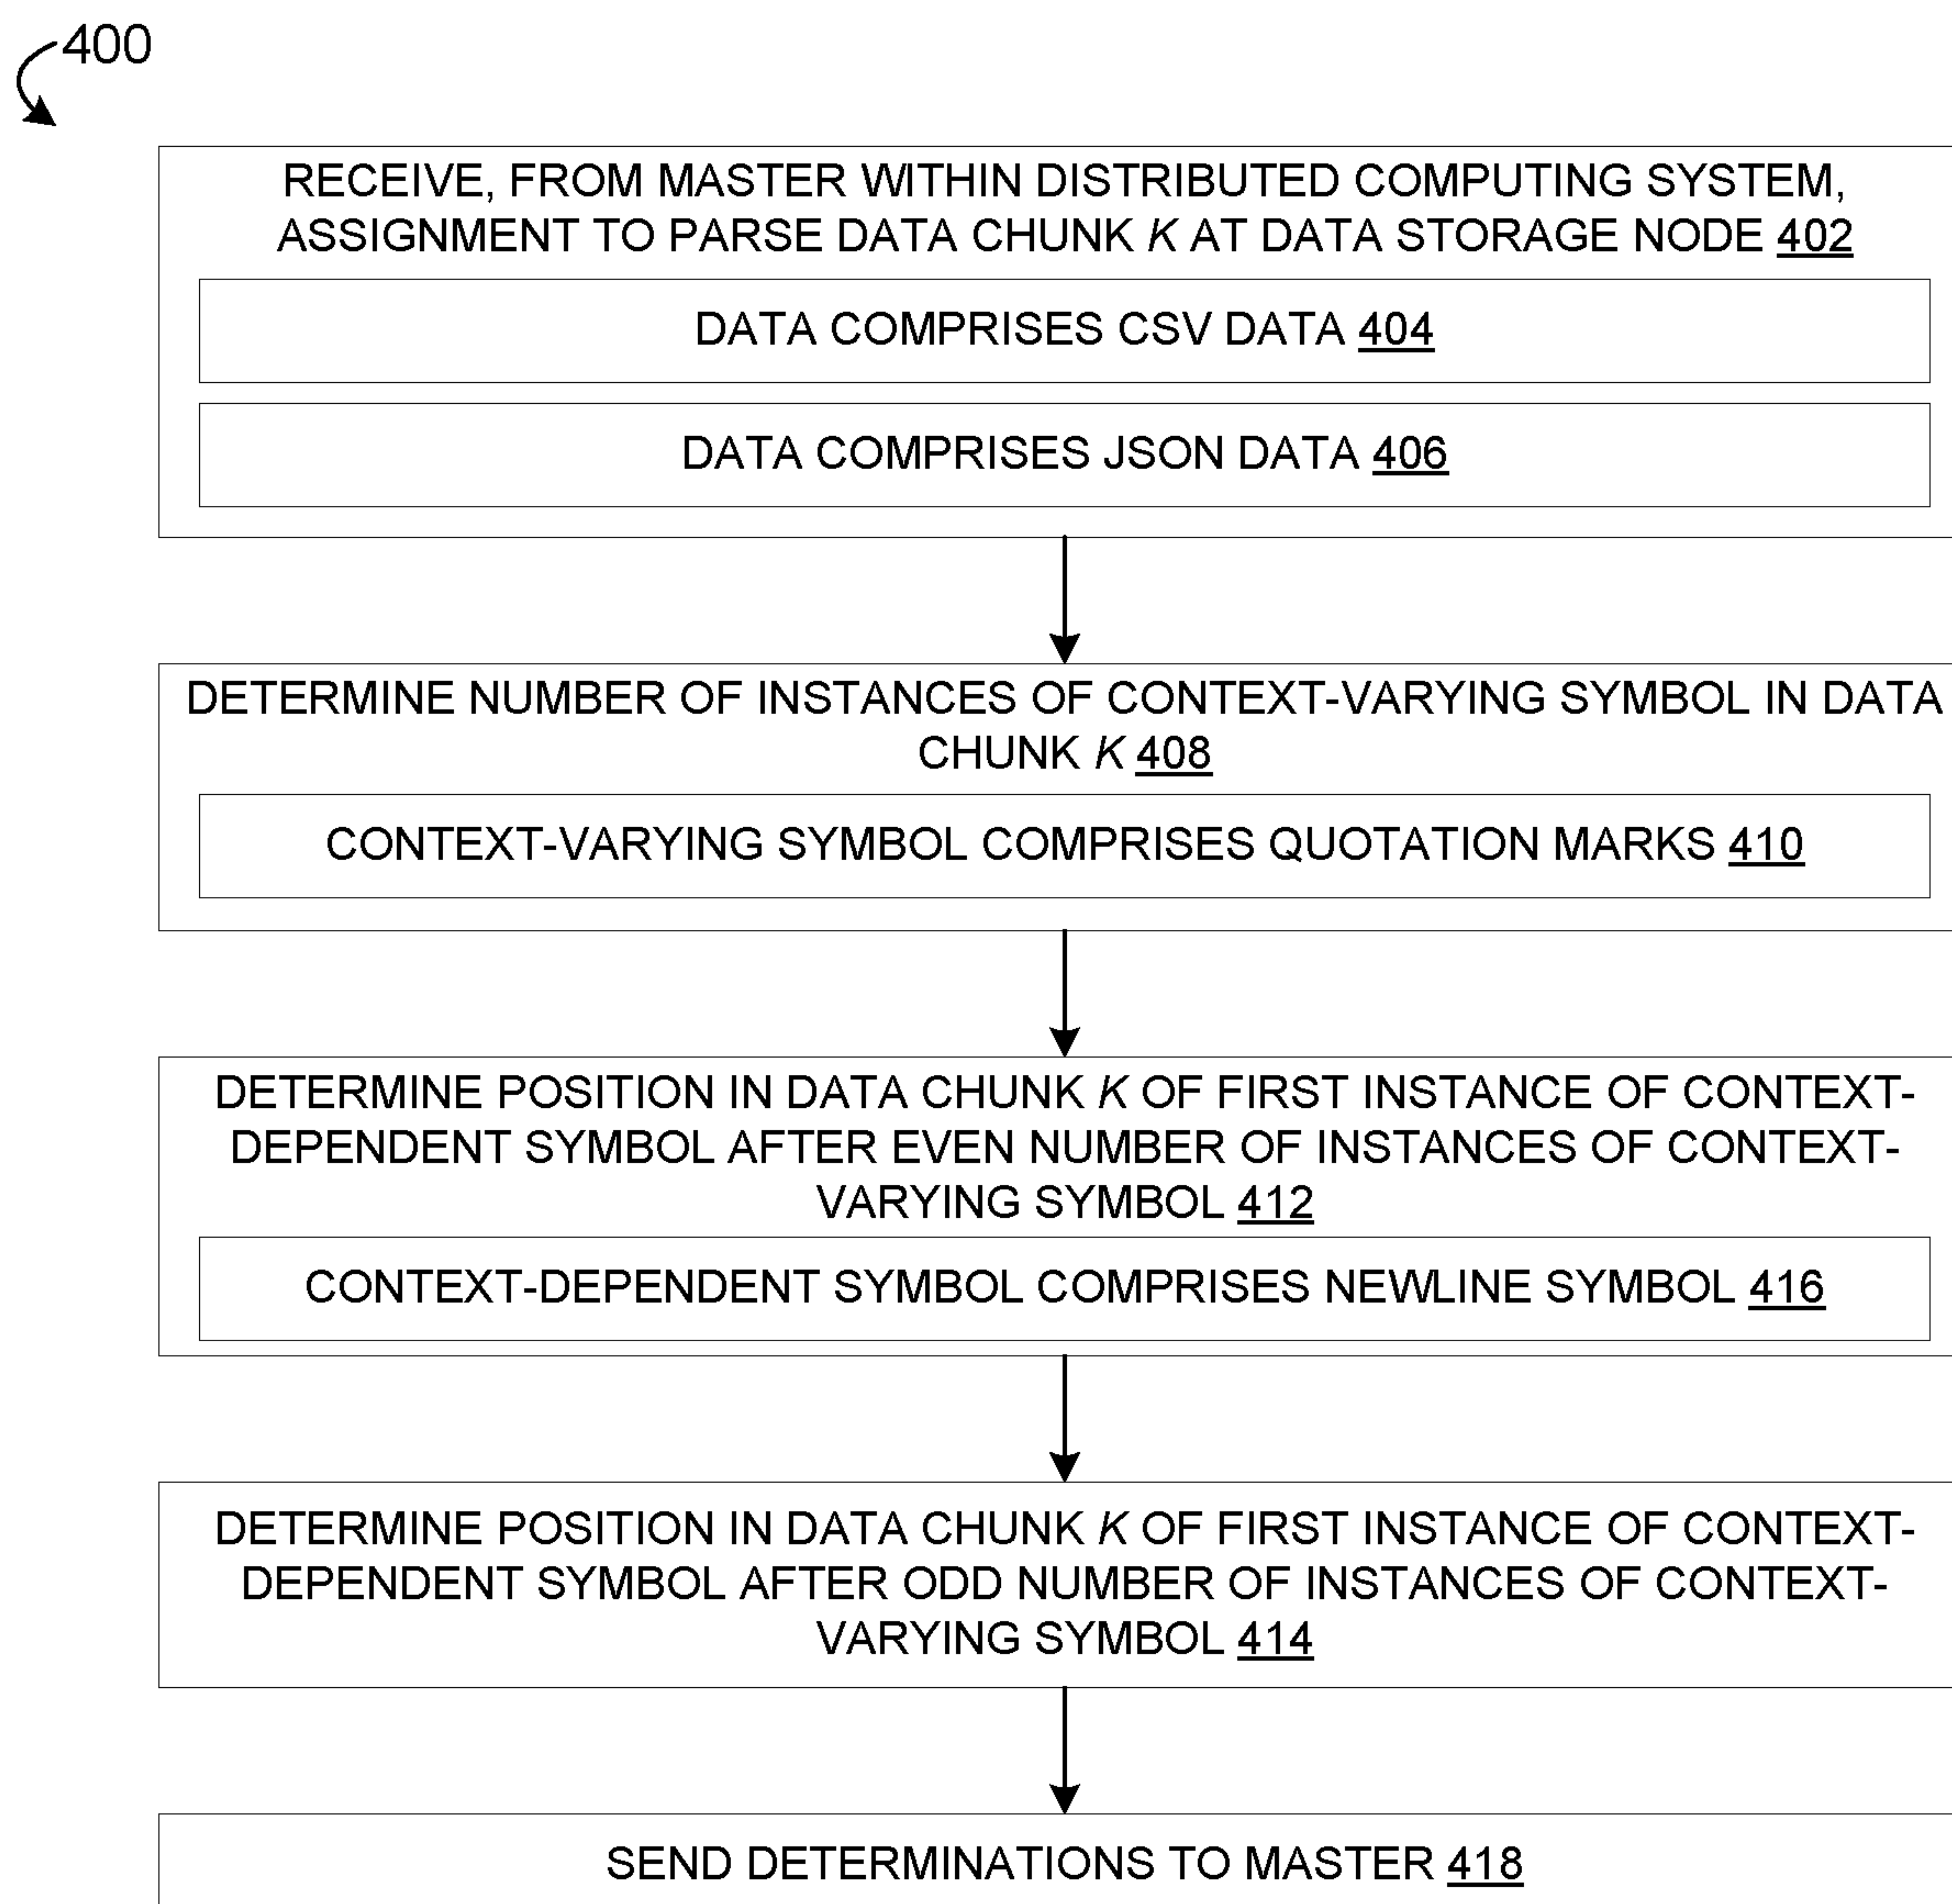 400
RECEIVE, FROM MASTER WITHIN DISTRIBUTED COMPUTING SYSTEM,
ASSIGNMENT TO PARSE DATA CHUNK K AT DATA STORAGE NODE 402
DATA COMPRISES CSV DATA 404
DATA COMPRISES JSON DATA 406
DETERMINE NUMBER OF INSTANCES OF CONTEXT-VARYING SYMBOL IN DATA
CHUNK K 408
CONTEXT-VARYING SYMBOL COMPRISES QUOTATION MARKS 410
DETERMINE POSITION IN DATA CHUNK K OF FIRST INSTANCE OF CONTEXT-
DEPENDENT SYMBOL AFTER EVEN NUMBER OF INSTANCES OF CONTEXT-
VARYING SYMBOL 412
CONTEXT-DEPENDENT SYMBOL COMPRISES NEWLINE SYMBOL 416
DETERMINE POSITION IN DATA CHUNK K OF FIRST INSTANCE OF CONTEXT-
DEPENDENT SYMBOL AFTER ODD NUMBER OF INSTANCES OF CONTEXT-
VARYING SYMBOL 414
SEND DETERMINATIONS TO MASTER 418